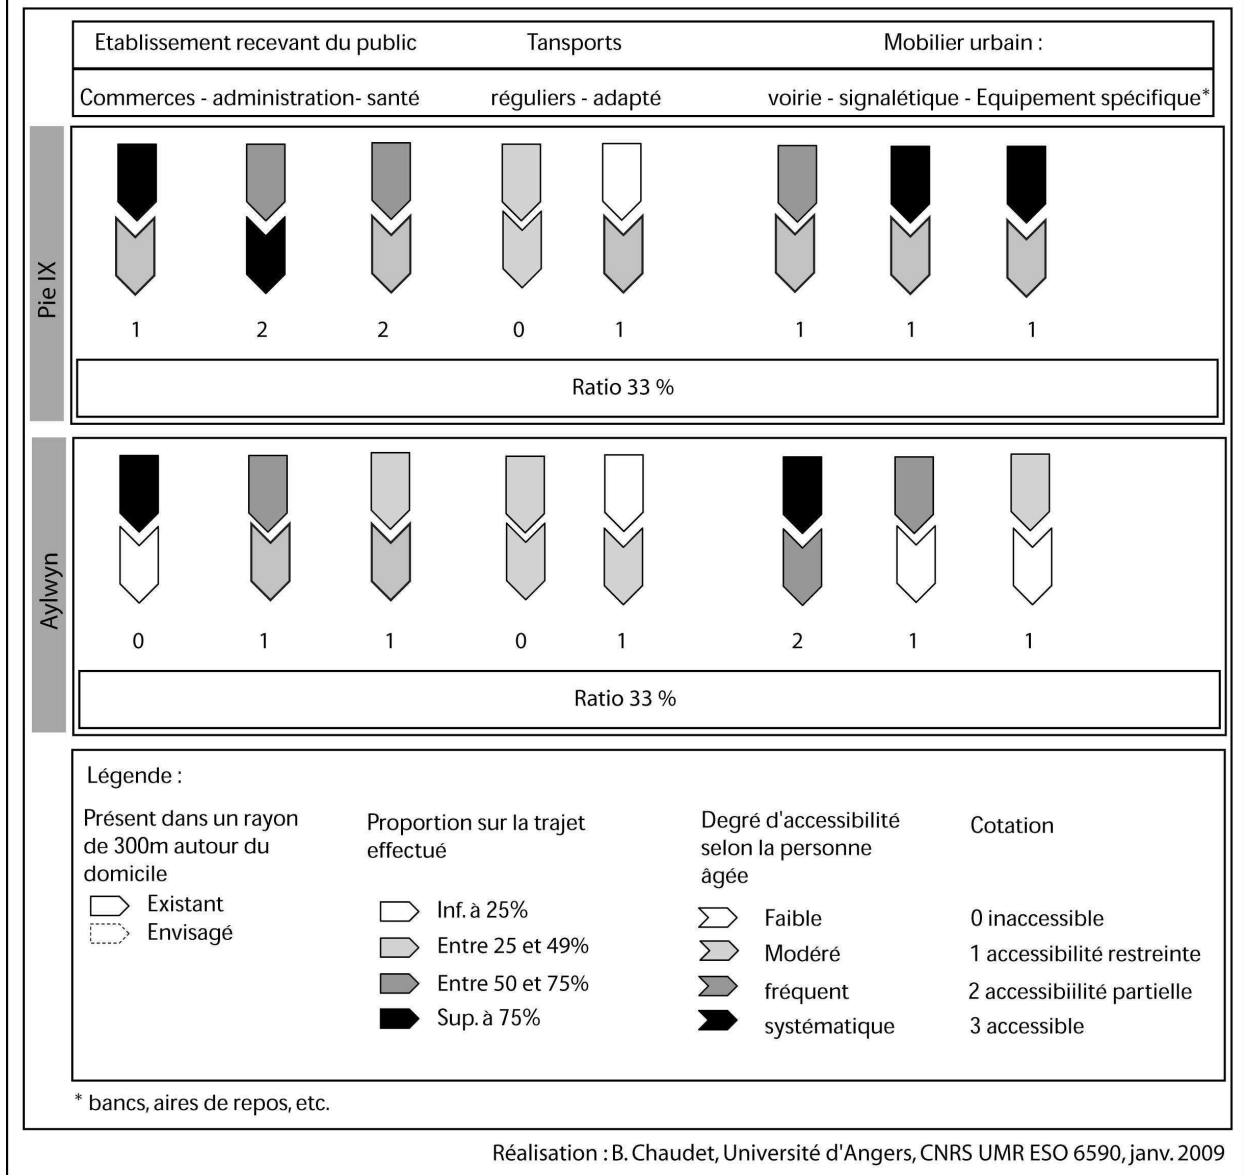 Etablissement recevant du public Tansports Mobilier urbain :
Commerces - administration- santé réguliers - adapté voirie - signalétique - Equipement spécifique*
Pie IX
1 2 2 0 1 1 1 1
Ratio 33 %
Aylwyn
0 1 1 0 1 2 1 1
Ratio 33 %
Légende :
Présent dans un rayon
de 300m autour du
domicile
Existant
Envisagé
Proportion sur la trajet
effectué
Inf. à 25%
Entre 25 et 49%
Entre 50 et 75%
Sup. à 75%
Degré d'accessibilité
selon la personne
âgée
Faible
Modéré
fréquent
systématique
Cotation
0 inaccessible
1 accessibilité restreinte
2 accessibiilité partielle
3 accessible
* bancs, aires de repos, etc.
Réalisation : B. Chaudet, Université d'Angers, CNRS UMR ESO 6590, janv. 2009